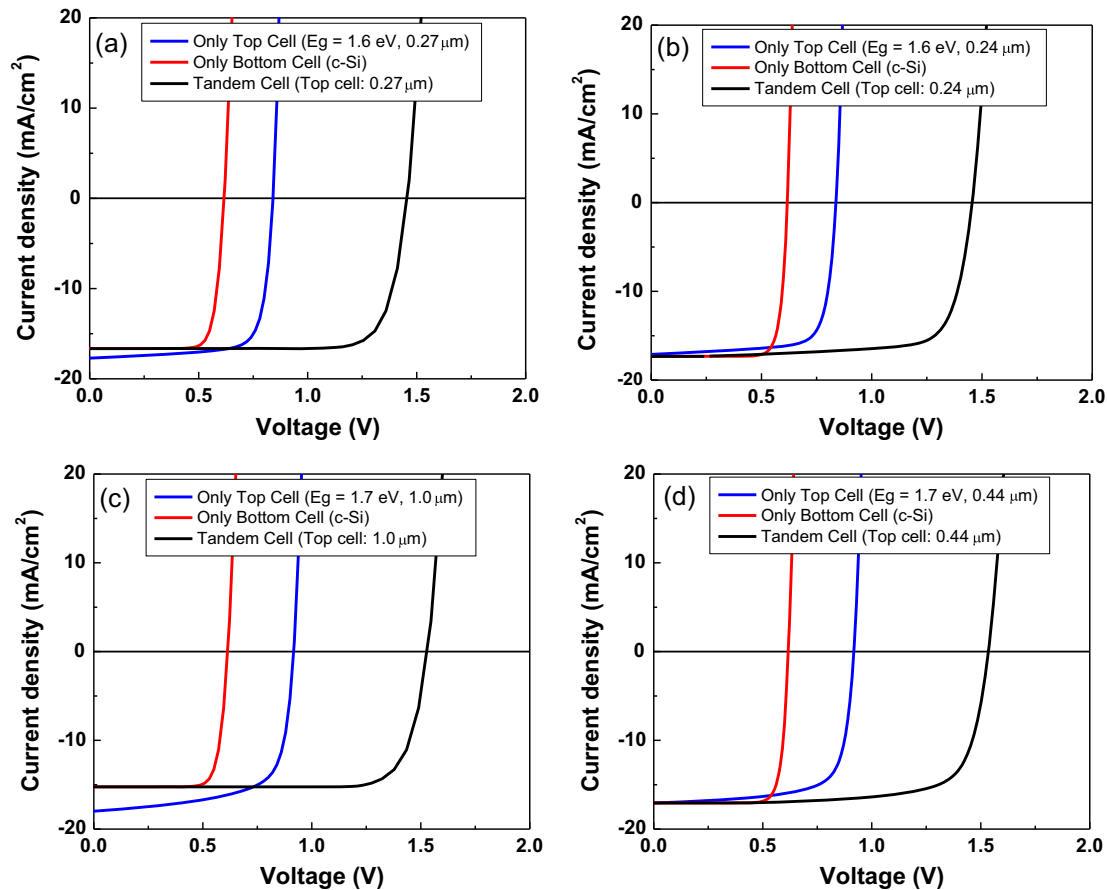 (a)
Only Top Cell (Eg = 1.6 eV, 0.27 μm)
Only Bottom Cell (c-Si)
Tandem Cell (Top cell: 0.27 μm)
Current density (mA/cm²)
20
10
0
-10
-20
0.0 0.5 1.0 1.5 2.0
Voltage (V)
(b)
Only Top Cell (Eg = 1.6 eV, 0.24 μm)
Only Bottom Cell (c-Si)
Tandem Cell (Top cell: 0.24 μm)
Current density (mA/cm²)
20
10
0
-10
-20
0.0 0.5 1.0 1.5 2.0
Voltage (V)
(c)
Only Top Cell (Eg = 1.7 eV, 1.0 μm)
Only Bottom Cell (c-Si)
Tandem Cell (Top cell: 1.0 μm)
Current density (mA/cm²)
20
10
0
-10
-20
0.0 0.5 1.0 1.5 2.0
Voltage (V)
(d)
Only Top Cell (Eg = 1.7 eV, 0.44 μm)
Only Bottom Cell (c-Si)
Tandem Cell (Top cell: 0.44 μm)
Current density (mA/cm²)
20
10
0
-10
-20
0.0 0.5 1.0 1.5 2.0
Voltage (V)